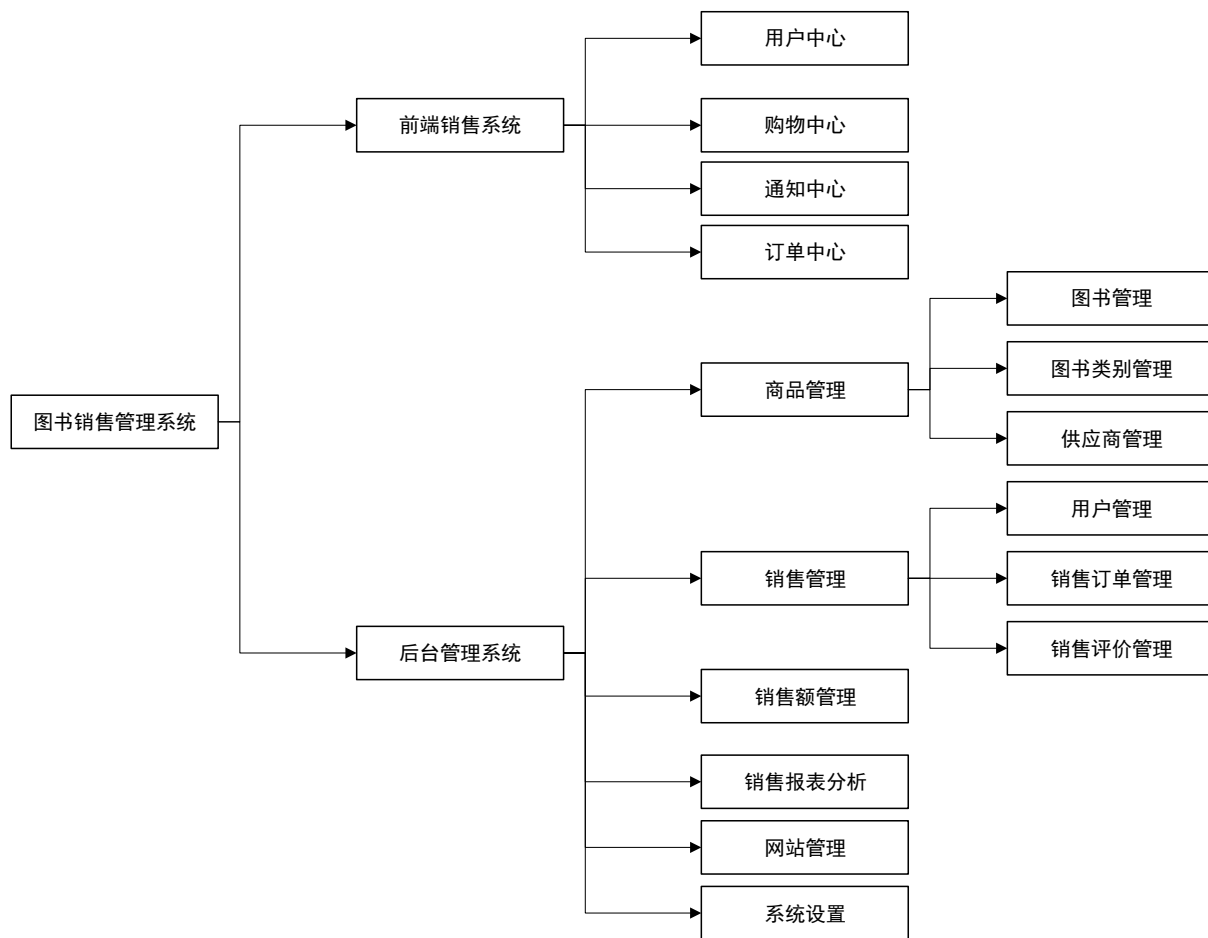 用户中心
前端销售系统
购物中心
通知中心
订单中心
图书管理
商品管理
图书类别管理
图书销售管理系统
供应商管理
用户管理
销售管理
销售订单管理
后台管理系统
销售评价管理
销售额管理
销售报表分析
网站管理
系统设置